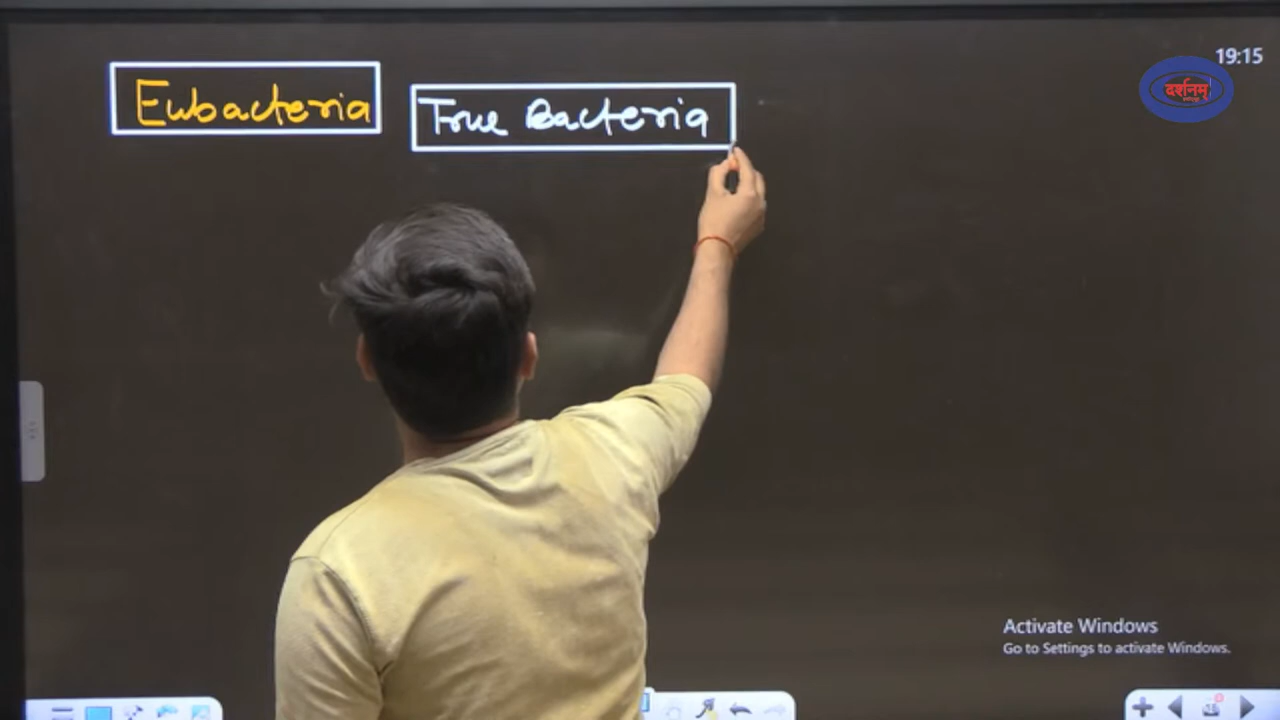 19:15
दर्शनम्
Eubacteria
True Bacteria
Activate Windows
Go to Settings to activate Windows.